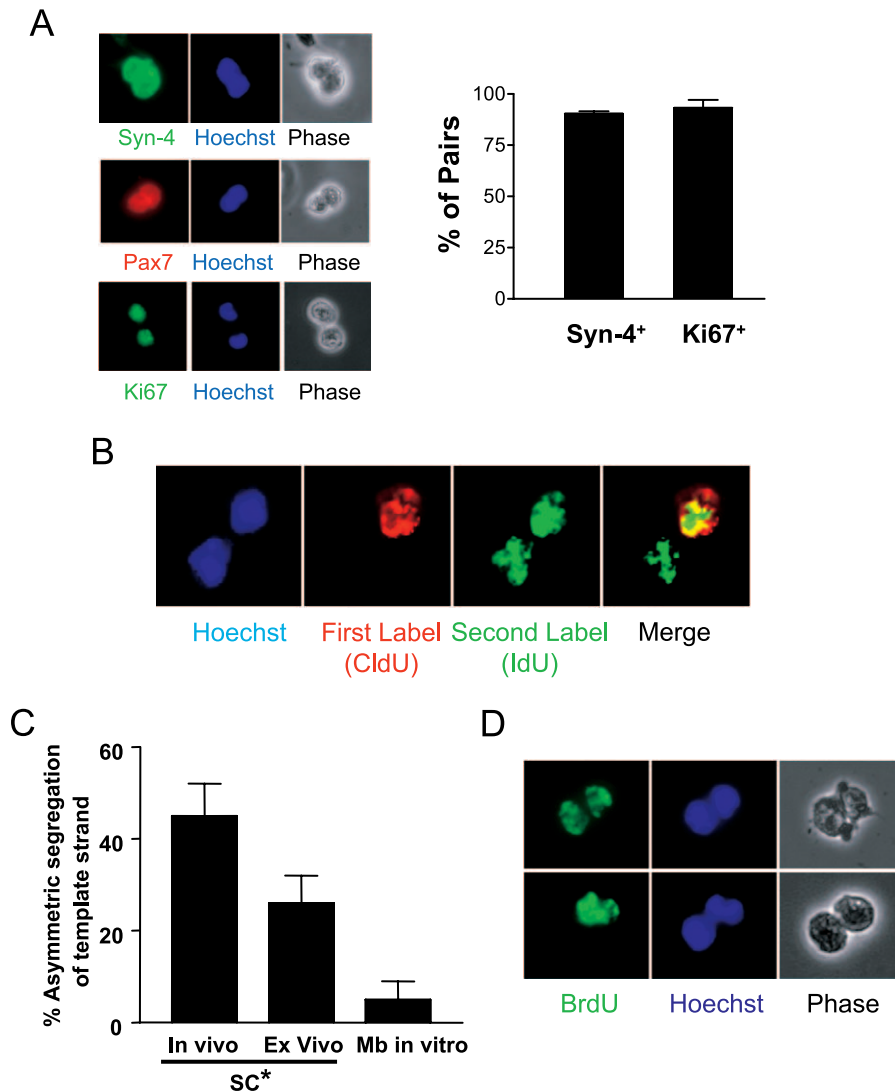 A
Syn-4 Hoechst Phase
Pax7 Hoechst Phase
Ki67 Hoechst Phase
% of Pairs
100
75
50
25
0
Syn-4⁺ Ki67⁺
B
Hoechst First Label (CldU) Second Label (IdU) Merge
C
% Asymmetric segregation
of template strand
60
40
20
0
In vivo Ex Vivo Mb in vitro
SC*
D
BrdU Hoechst Phase